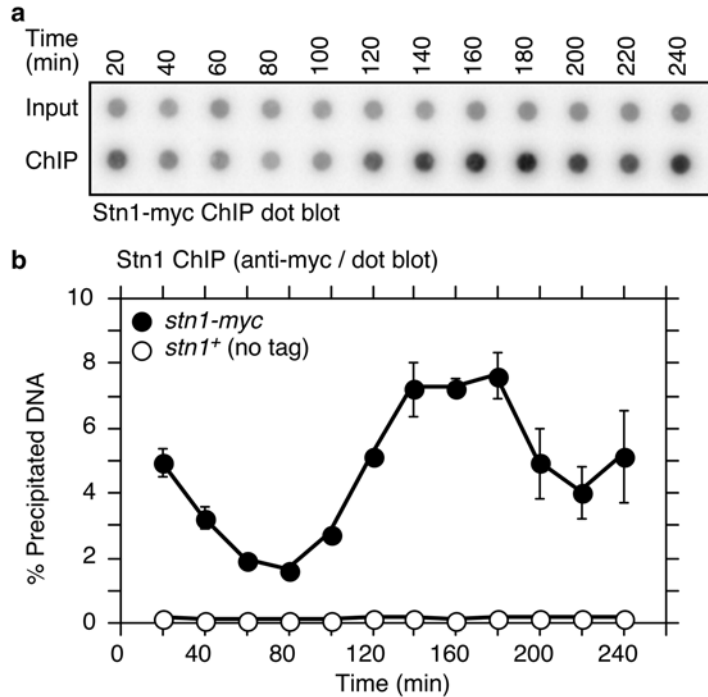 a
Time (min) 20 40 60 80 100 120 140 160 180 200 220 240
Input
ChIP
Stn1-myc ChIP dot blot
b Stn1 ChIP (anti-myc / dot blot)
10
stn1-myc
stn1+ (no tag)
8
6
4
2
0
% Precipitated DNA
0 40 80 120 160 200 240
Time (min)